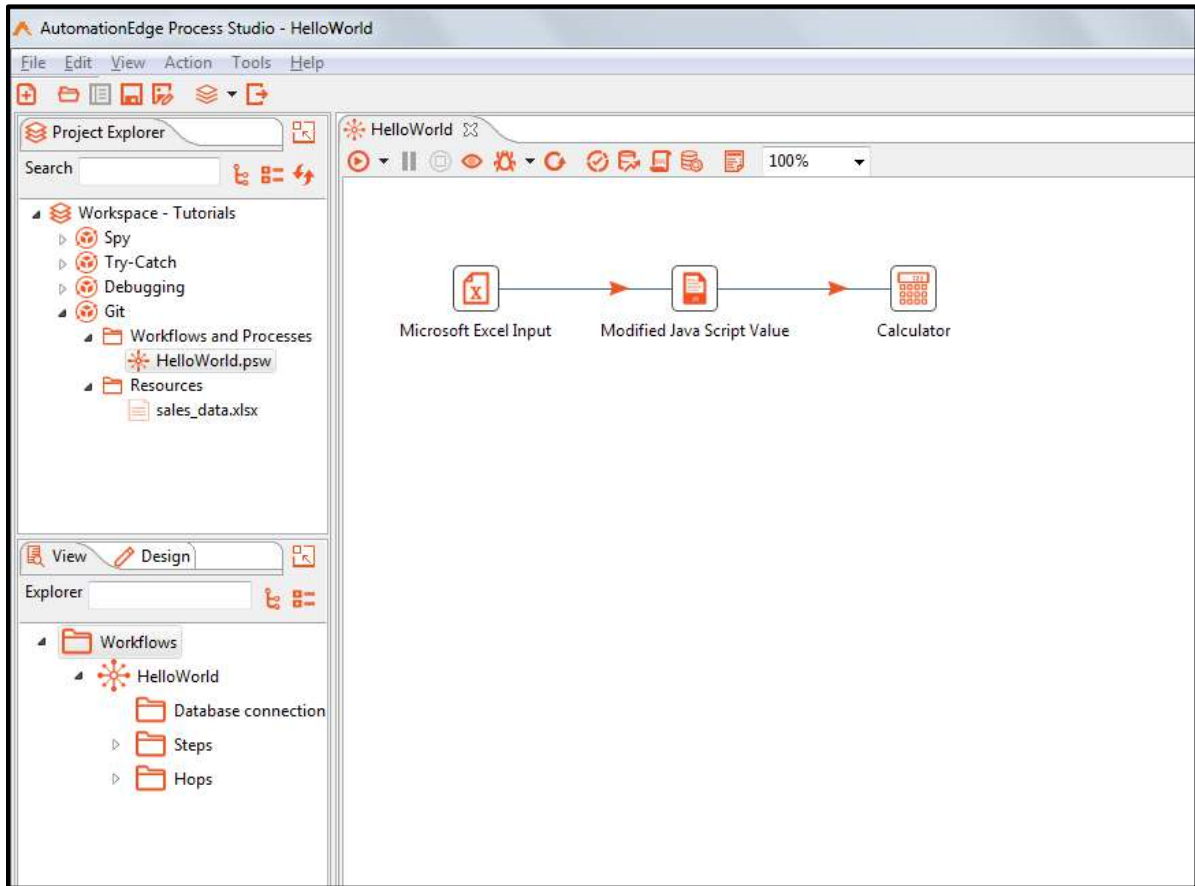 AutomationEdge Process Studio - HelloWorld
File Edit View Action Tools Help
Project Explorer
Search
Workspace - Tutorials
Spy
Try-Catch
Debugging
Git
Workflows and Processes
HelloWorld.psw
Resources
sales_data.xlsx
View Design
Explorer
Workflows
HelloWorld
Database connection
Steps
Hops
HelloWorld
100%
Microsoft Excel Input Modified Java Script Value Calculator